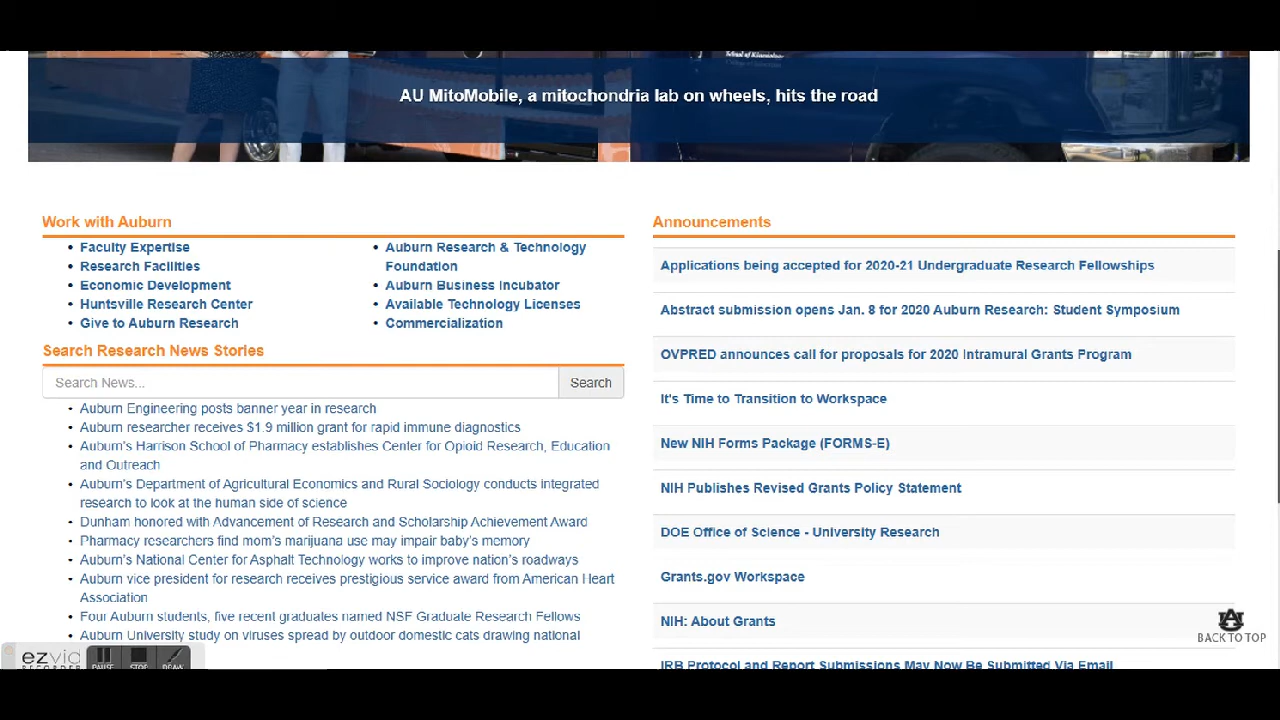 School of Kinesiology
AU MitoMobile, a mitochondria lab on wheels, hits the road
Work with Auburn
• Faculty Expertise
• Research Facilities
• Economic Development
• Huntsville Research Center
• Give to Auburn Research
• Auburn Research & Technology
Foundation
• Auburn Business Incubator
• Available Technology Licenses
• Commercialization
Search Research News Stories
Search News...
Search
• Auburn Engineering posts banner year in research
• Auburn researcher receives $1.9 million grant for rapid immune diagnostics
• Auburn's Harrison School of Pharmacy establishes Center for Opioid Research, Education
and Outreach
• Auburn's Department of Agricultural Economics and Rural Sociology conducts integrated
research to look at the human side of science
• Dunham honored with Advancement of Research and Scholarship Achievement Award
• Pharmacy researchers find mom's marijuana use may impair baby's memory
• Auburn's National Center for Asphalt Technology works to improve nation's roadways
• Auburn vice president for research receives prestigious service award from American Heart
Association
• Four Auburn students, five recent graduates named NSF Graduate Research Fellows
• Auburn University study on viruses spread by outdoor domestic cats drawing national
Announcements
Applications being accepted for 2020-21 Undergraduate Research Fellowships
Abstract submission opens Jan. 8 for 2020 Auburn Research: Student Symposium
OVPRED announces call for proposals for 2020 Intramural Grants Program
It's Time to Transition to Workspace
New NIH Forms Package (FORMS-E)
NIH Publishes Revised Grants Policy Statement
DOE Office of Science - University Research
Grants.gov Workspace
NIH: About Grants
IRB Protocol and Report Submissions May Now Be Submitted Via Email
BACK TO TOP
ezvid
RECORDER
PAUSE
STOP
DRAW